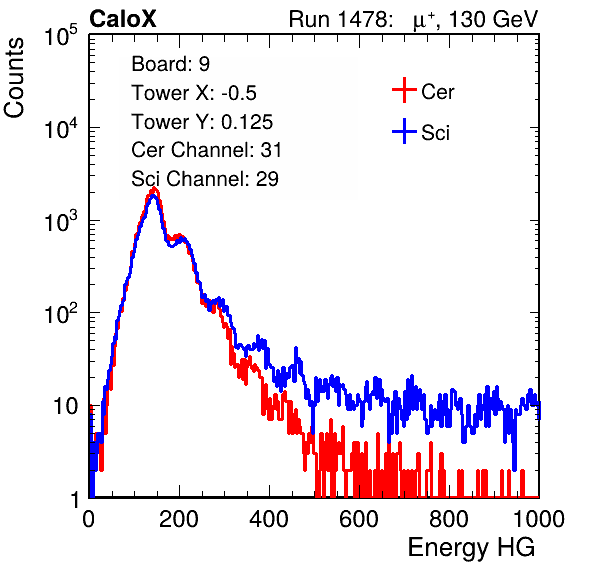 CaloX Run 1478: μ⁺, 130 GeV
Counts
Board: 9
Tower X: -0.5
Tower Y: 0.125
Cer Channel: 31
Sci Channel: 29
Cer
Sci
10⁵
10⁴
10³
10²
10
1
0 200 400 600 800 1000
Energy HG